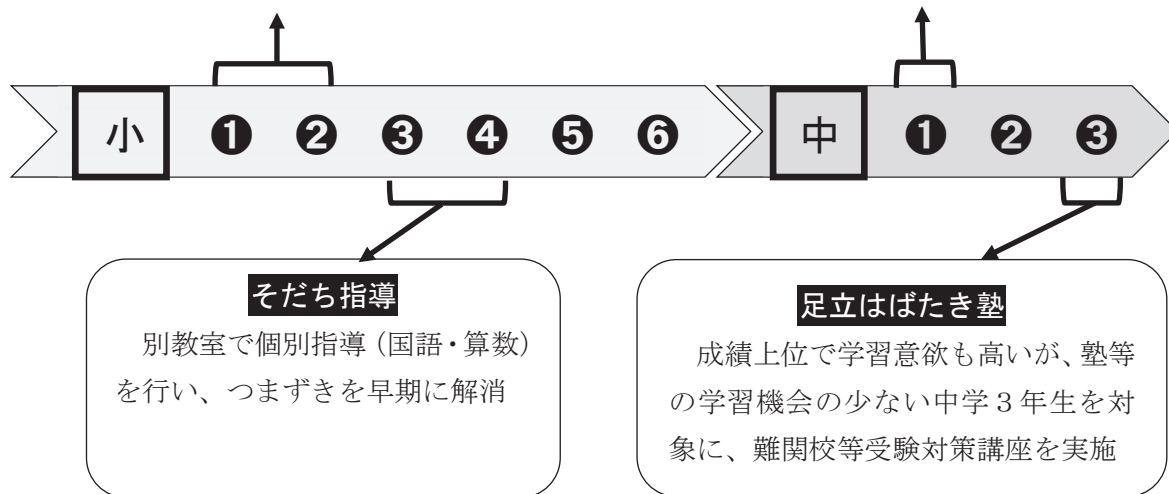 小 ❶ ❷ ❸ ❹ ❺ ❻ 中 ❶ ❷ ❸
そだち指導
別教室で個別指導（国語・算数）
を行い、つまずきを早期に解消
足立はばたき塾
成績上位で学習意欲も高いが、塾等
の学習機会の少ない中学３年生を対
象に、難関校等受験対策講座を実施